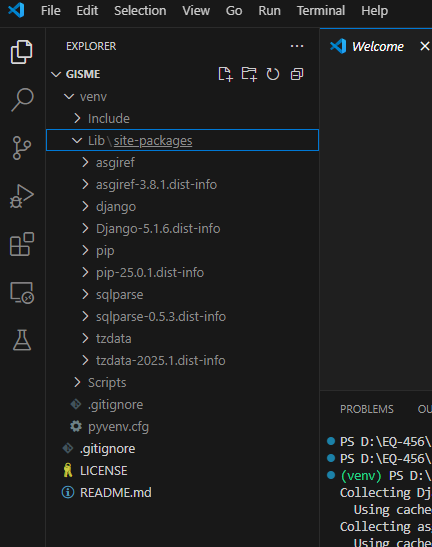 File Edit Selection View Go Run Terminal Help
EXPLORER
Welcome
GISME
venv
Include
Lib\site-packages
asgiref
asgiref-3.8.1.dist-info
django
Django-5.1.6.dist-info
pip
pip-25.0.1.dist-info
sqlparse
sqlparse-0.5.3.dist-info
tzdata
tzdata-2025.1.dist-info
Scripts
.gitignore
pyvenv.cfg
.gitignore
LICENSE
README.md
PROBLEMS OU
PS D:\EQ-456\
PS D:\EQ-456\
(venv) PS D:\
Collecting Dj
Using cache
Collecting as
Using cache